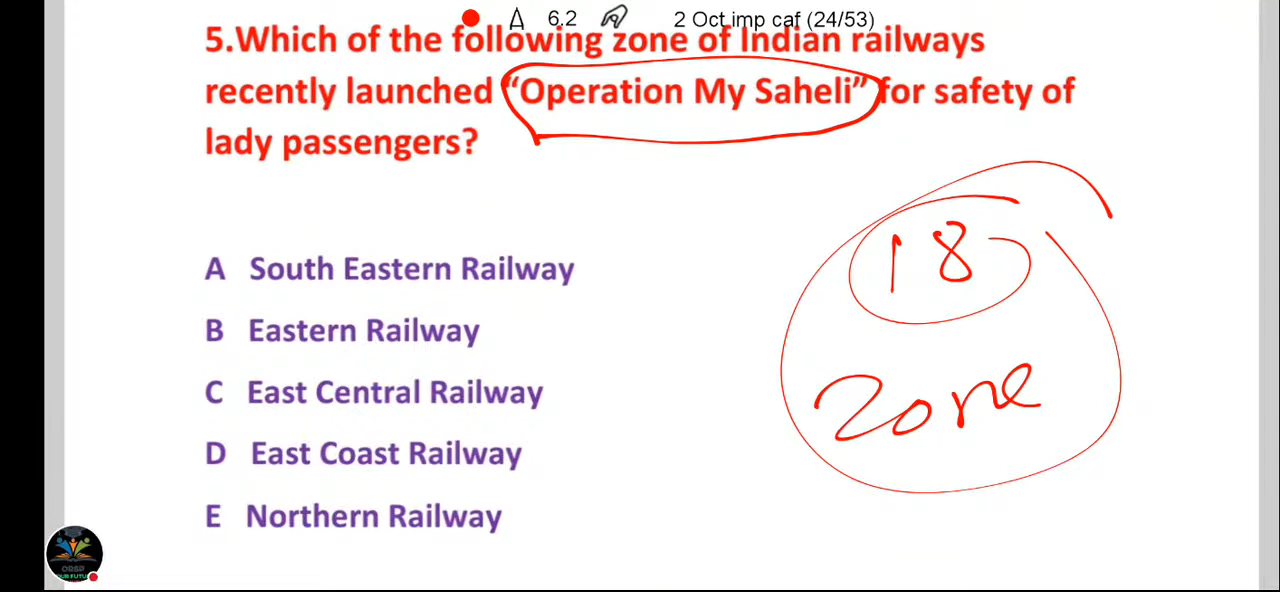 A 6.2 2 Oct imp caf (24/53)
5.Which of the following zone of Indian railways
recently launched “Operation My Saheli” for safety of
lady passengers?
18
Zone
A South Eastern Railway
B Eastern Railway
C East Central Railway
D East Coast Railway
E Northern Railway